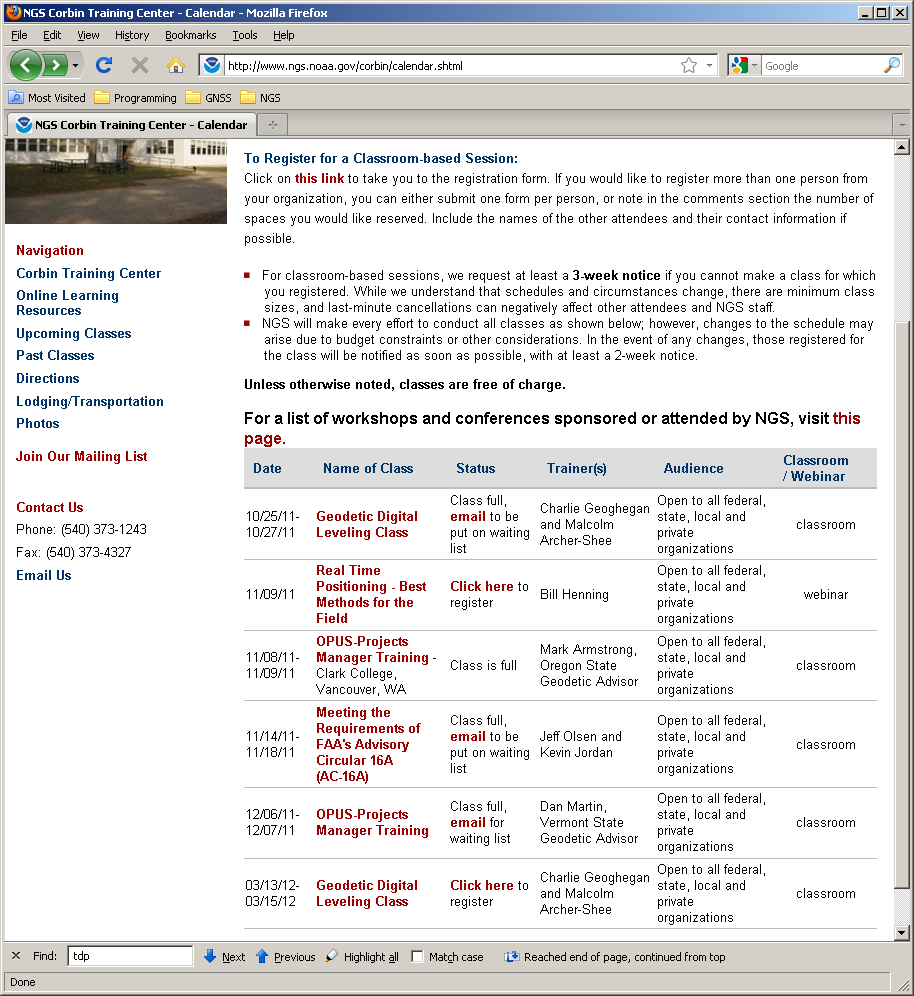 NGS Corbin Training Center - Calendar - Mozilla Firefox
File Edit View History Bookmarks Tools Help
http://www.ngs.noaa.gov/corbin/calendar.shtml
Google
Most Visited Programming GNSS NGS
NGS Corbin Training Center - Calendar
To Register for a Classroom-based Session:
Click on this link to take you to the registration form. If you would like to register more than one person from
your organization, you can either submit one form per person, or note in the comments section the number of
spaces you would like reserved. Include the names of the other attendees and their contact information if
possible.
Navigation
Corbin Training Center
Online Learning
Resources
Upcoming Classes
Past Classes
Directions
Lodging/Transportation
Photos
Join Our Mailing List
Contact Us
Phone: (540) 373-1243
Fax: (540) 373-4327
Email Us
For classroom-based sessions, we request at least a 3-week notice if you cannot make a class for which
you registered. While we understand that schedules and circumstances change, there are minimum class
sizes, and last-minute cancellations can negatively affect other attendees and NGS staff.
NGS will make every effort to conduct all classes as shown below; however, changes to the schedule may
arise due to budget constraints or other considerations. In the event of any changes, those registered for
the class will be notified as soon as possible, with at least a 2-week notice.
Unless otherwise noted, classes are free of charge.
For a list of workshops and conferences sponsored or attended by NGS, visit this
page.
Date
Name of Class
Status
Trainer(s)
Audience
Classroom
/ Webinar
10/25/11-
10/27/11
Geodetic Digital
Leveling Class
Class full,
email to be
put on waiting
list
Charlie Geoghegan
and Malcolm
Archer-Shee
Open to all federal,
state, local and
private
organizations
classroom
11/09/11
Real Time
Positioning - Best
Methods for the
Field
Click here to
register
Bill Henning
Open to all federal,
state, local and
private
organizations
webinar
11/08/11-
11/09/11
OPUS-Projects
Manager Training -
Clark College,
Vancouver, WA
Class is full
Mark Armstrong,
Oregon State
Geodetic Advisor
Open to all federal,
state, local and
private
organizations
classroom
11/14/11-
11/18/11
Meeting the
Requirements of
FAA's Advisory
Circular 16A
(AC-16A)
Class full,
email to be
put on waiting
list
Jeff Olsen and
Kevin Jordan
Open to all federal,
state, local and
private
organizations
classroom
12/06/11-
12/07/11
OPUS-Projects
Manager Training
Class full,
email for
waiting list
Dan Martin,
Vermont State
Geodetic Advisor
Open to all federal,
state, local and
private
organizations
classroom
03/13/12-
03/15/12
Geodetic Digital
Leveling Class
Click here to
register
Charlie Geoghegan
and Malcolm
Archer-Shee
Open to all federal,
state, local and
private
organizations
classroom
Find: tdp Next Previous Highlight all Match case Reached end of page, continued from top
Done